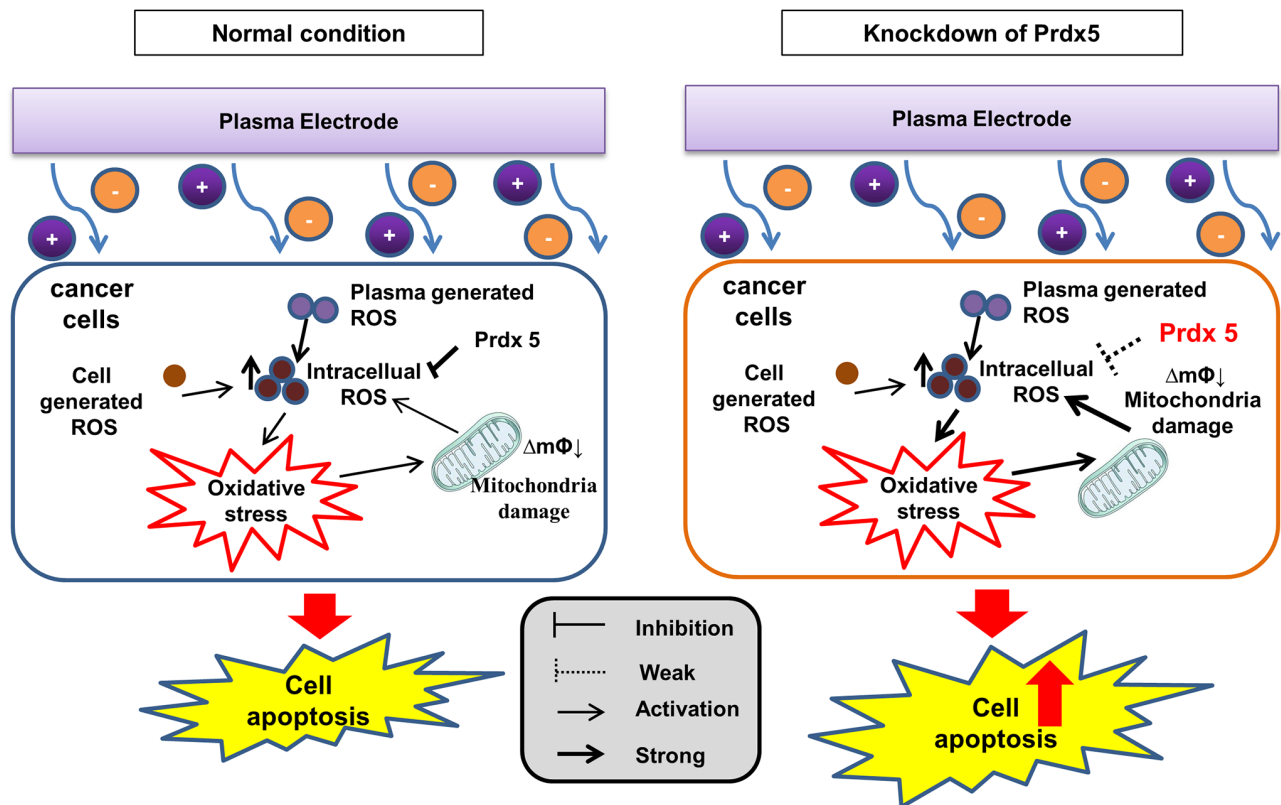 Normal condition
Plasma Electrode
-
+
-
+
-
+
-
+
-
cancer
cells
Plasma generated
ROS
Prdx 5
Intracellual
ROS
Cell
generated
ROS
ΔmΦ↓
Mitochondria
damage
Oxidative
stress
Cell
apoptosis
Knockdown of Prdx5
Plasma Electrode
-
+
-
+
-
+
-
+
-
cancer
cells
Plasma generated
ROS
Prdx 5
Intracellual
ROS
ΔmΦ↓
Mitochondria
damage
Cell
generated
ROS
Oxidative
stress
Cell
apoptosis
Inhibition
Weak
Activation
Strong